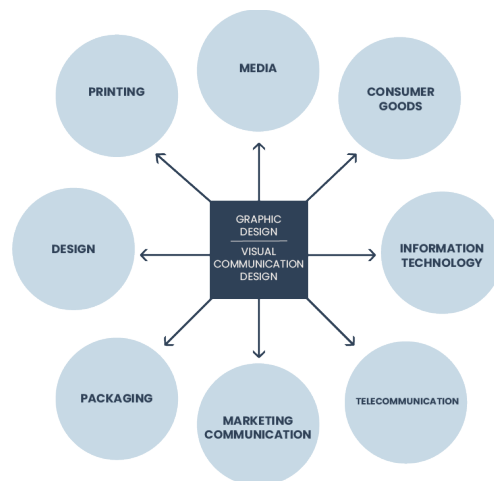 MEDIA
PRINTING
CONSUMER
GOODS
GRAPHIC
DESIGN
VISUAL
COMMUNICATION
DESIGN
DESIGN
INFORMATION
TECHNOLOGY
PACKAGING
TELECOMMUNICATION
MARKETING
COMMUNICATION